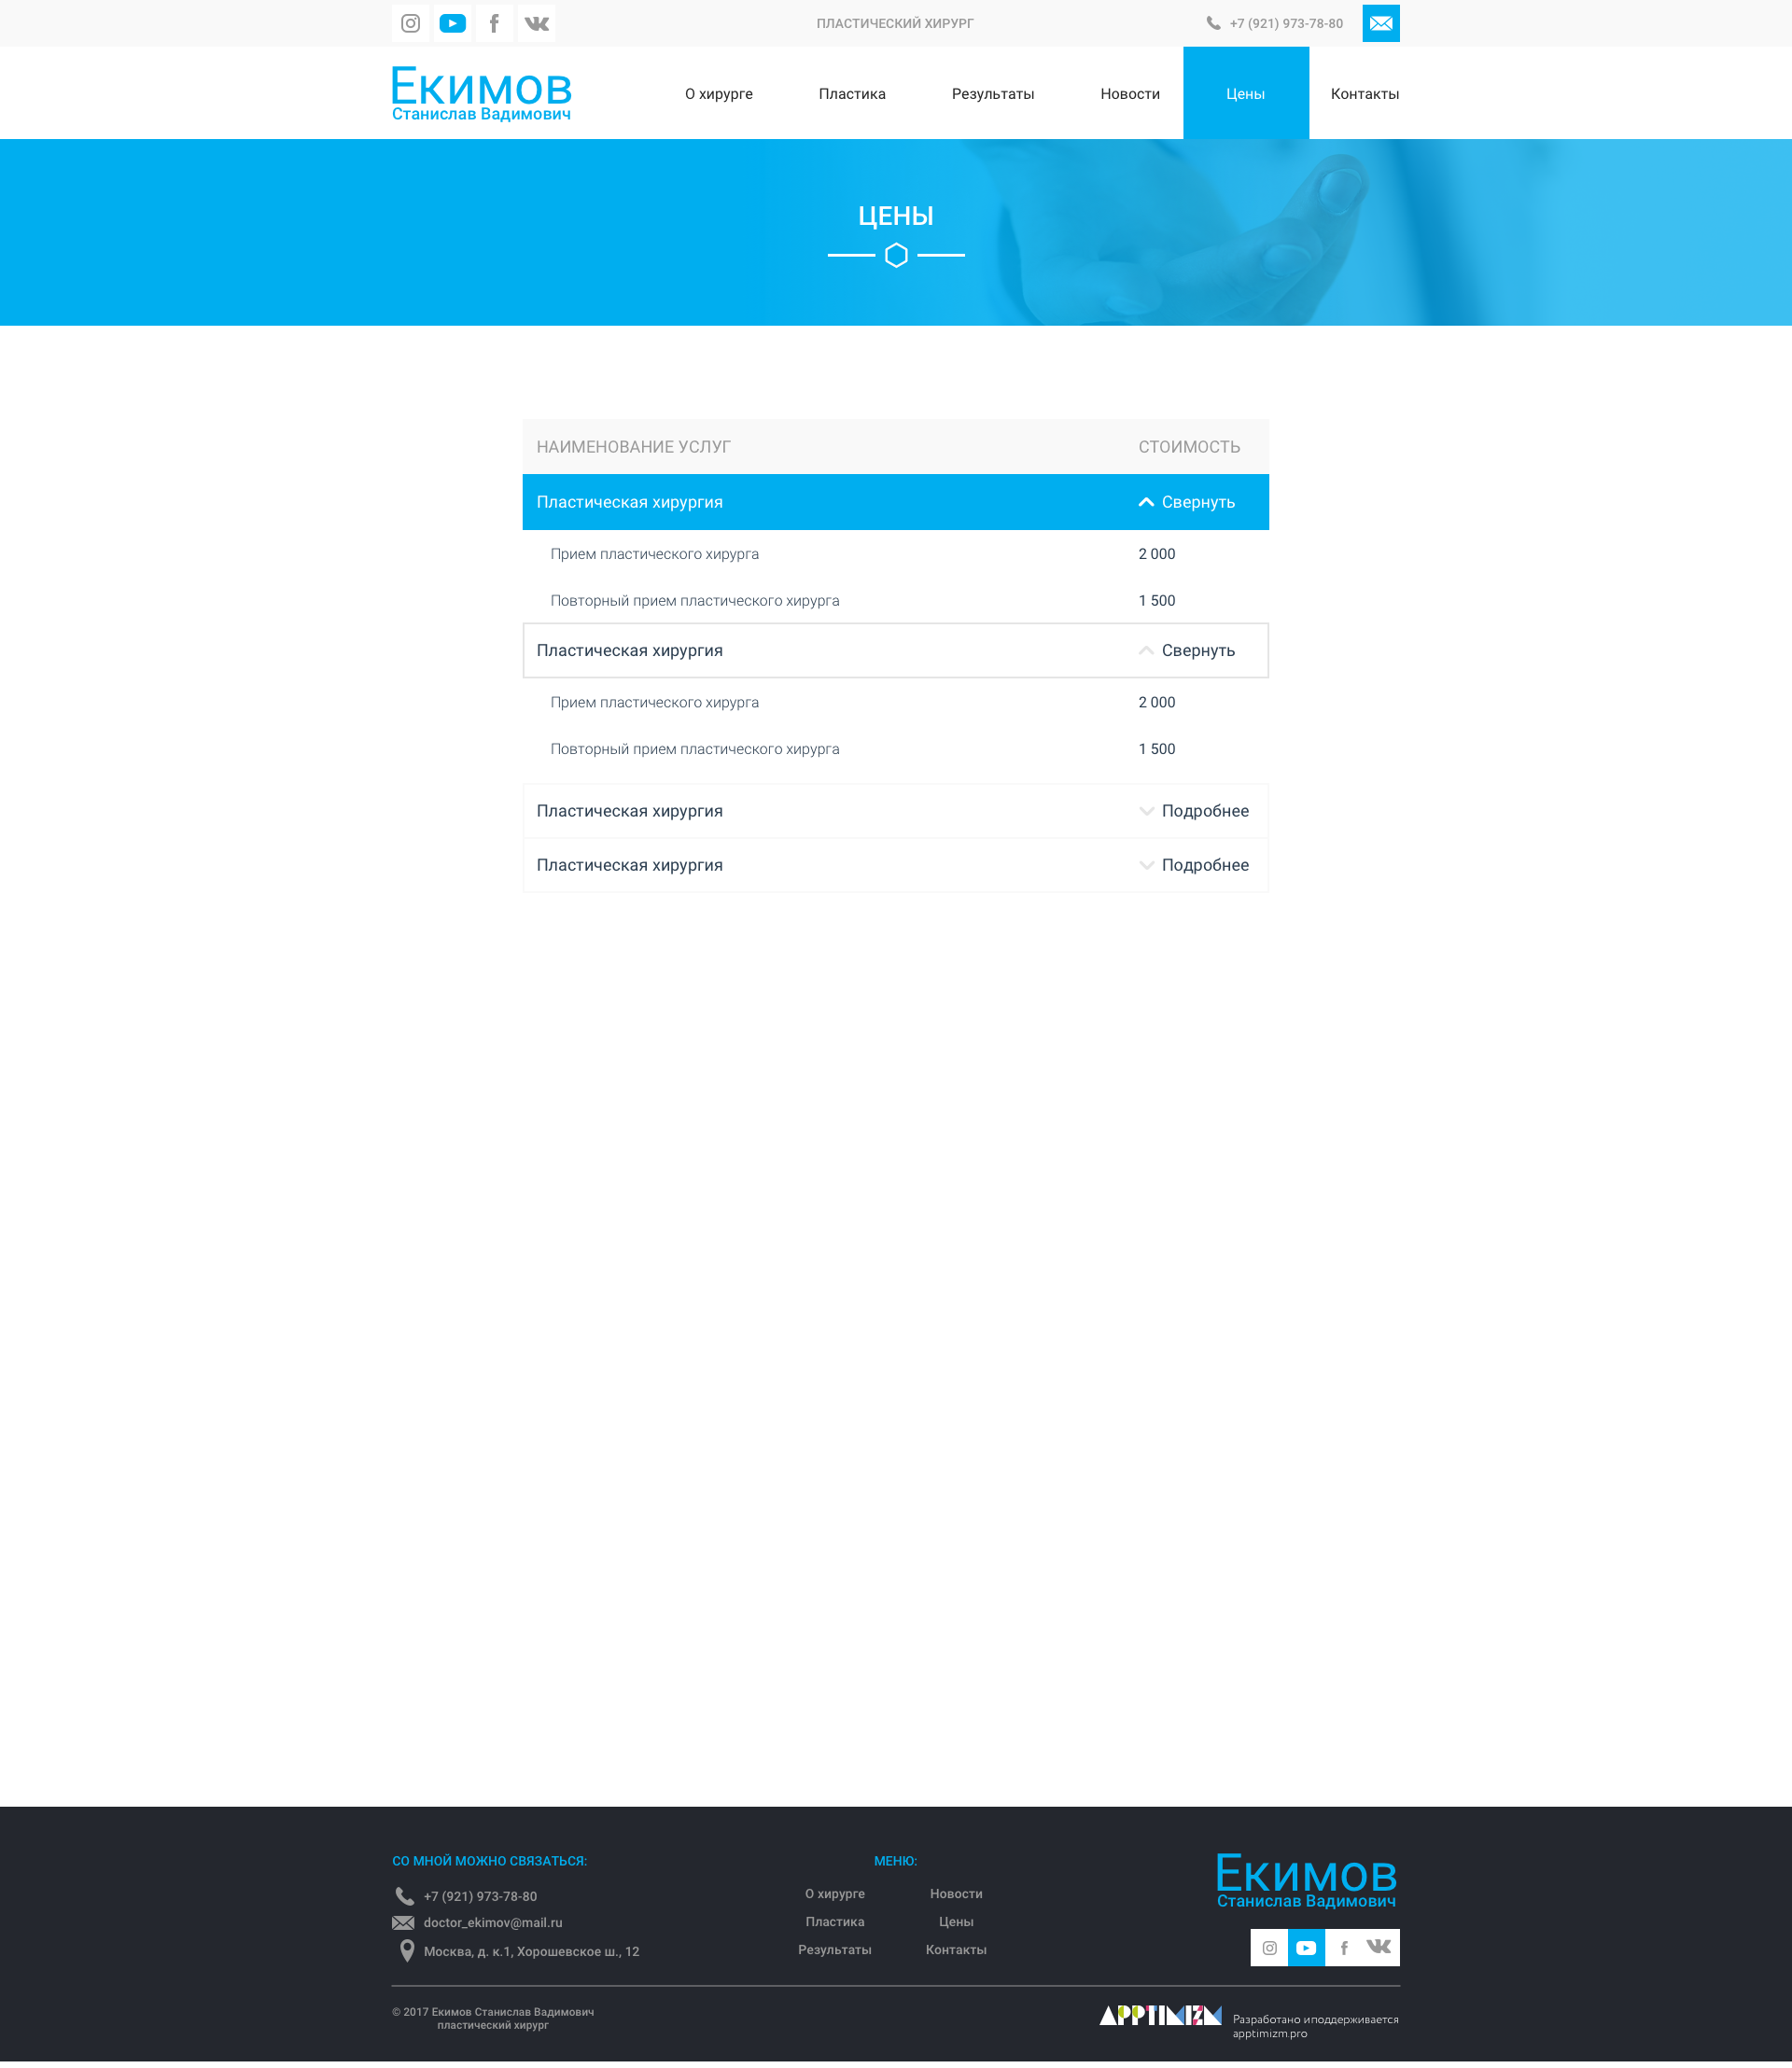 ПЛАСТИЧЕСКИЙ ХИРУРГ
+7 (921) 973-78-80
Екимов
Станислав Вадимович
О хирурге
Пластика
Результаты
Новости
Цены
Контакты
ЦЕНЫ
НАИМЕНОВАНИЕ УСЛУГ СТОИМОСТЬ
Пластическая хирургия Свернуть
Прием пластического хирурга 2 000
Повторный прием пластического хирурга 1 500
Пластическая хирургия Свернуть
Прием пластического хирурга 2 000
Повторный прием пластического хирурга 1 500
Пластическая хирургия Подробнее
Пластическая хирургия Подробнее
СО МНОЙ МОЖНО СВЯЗАТЬСЯ:
+7 (921) 973-78-80
doctor_ekimov@mail.ru
Москва, д. к.1, Хорошевское ш., 12
МЕНЮ:
О хирурге Новости
Пластика Цены
Результаты Контакты
Екимов
Станислав Вадимович
© 2017 Екимов Станислав Вадимович
пластический хирург
APPTIMIZM
Разработано и поддерживается
apptimizm.pro